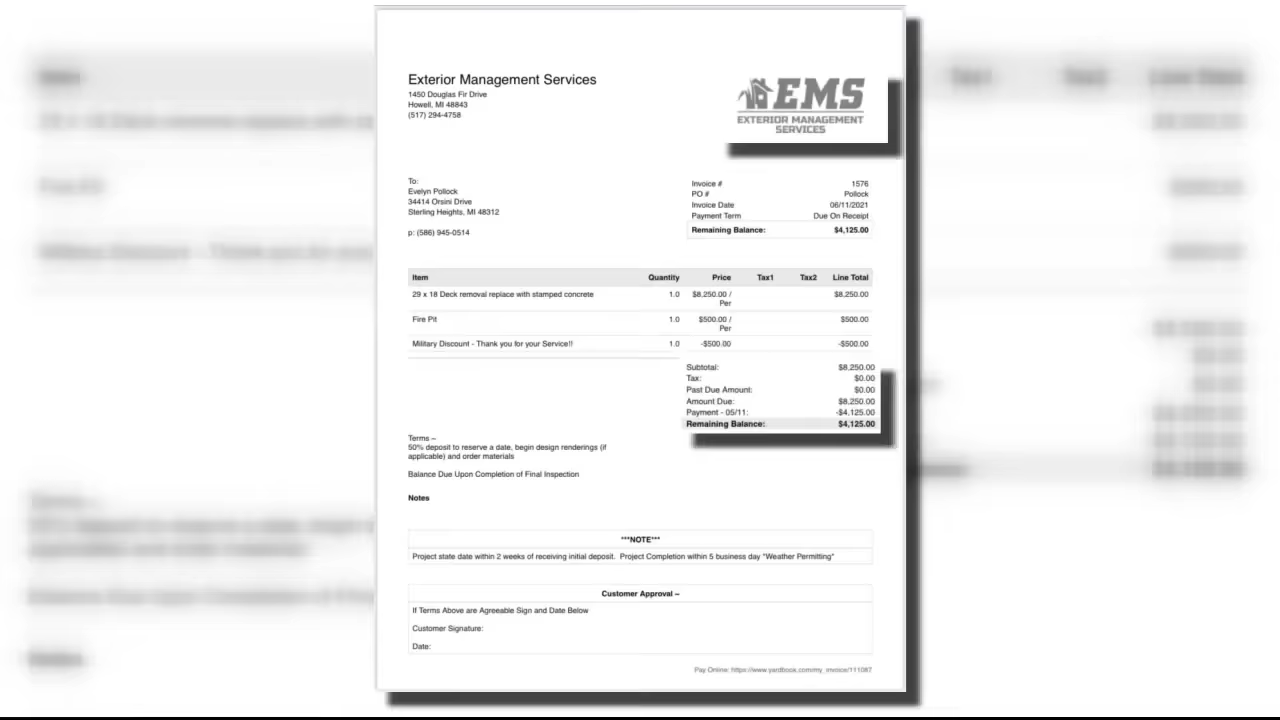 Exterior Management Services
1450 Douglas Fir Drive
Howell, MI 48843
(517) 294-4758
EMS
EXTERIOR MANAGEMENT
SERVICES
To:
Evelyn Pollock
34414 Orsini Drive
Sterling Heights, MI 48312
p: (586) 945-0514
Invoice # 1576
PO # Pollock
Invoice Date 06/11/2021
Payment Term Due On Receipt
Remaining Balance: $4,125.00
Item Quantity Price Tax1 Tax2 Line Total
29 x 18 Deck removal replace with stamped concrete 1.0 $8,250.00 / $8,250.00
Per
Fire Pit 1.0 $500.00 / $500.00
Per
Military Discount - Thank you for your Service!! 1.0 -$500.00 -$500.00
Subtotal: $8,250.00
Tax: $0.00
Past Due Amount: $0.00
Amount Due: $8,250.00
Payment - 05/11: -$4,125.00
Remaining Balance: $4,125.00
Terms ~
50% deposit to reserve a date, begin design renderings (if
applicable) and order materials
Balance Due Upon Completion of Final Inspection
Notes
***NOTE***
Project state date within 2 weeks of receiving initial deposit. Project Completion within 5 business day "Weather Permitting"
Customer Approval ~
If Terms Above are Agreeable Sign and Date Below
Customer Signature:
Date:
Pay Online: https://www.yardbook.com/my_invoice/111087